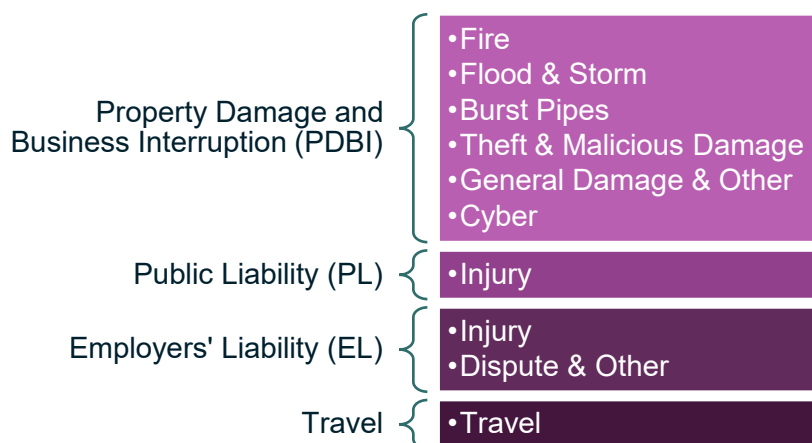 Property Damage and
Business Interruption (PDBI)
•Fire
•Flood & Storm
•Burst Pipes
•Theft & Malicious Damage
•General Damage & Other
•Cyber
Public Liability (PL)
•Injury
Employers' Liability (EL)
•Injury
•Dispute & Other
Travel
•Travel